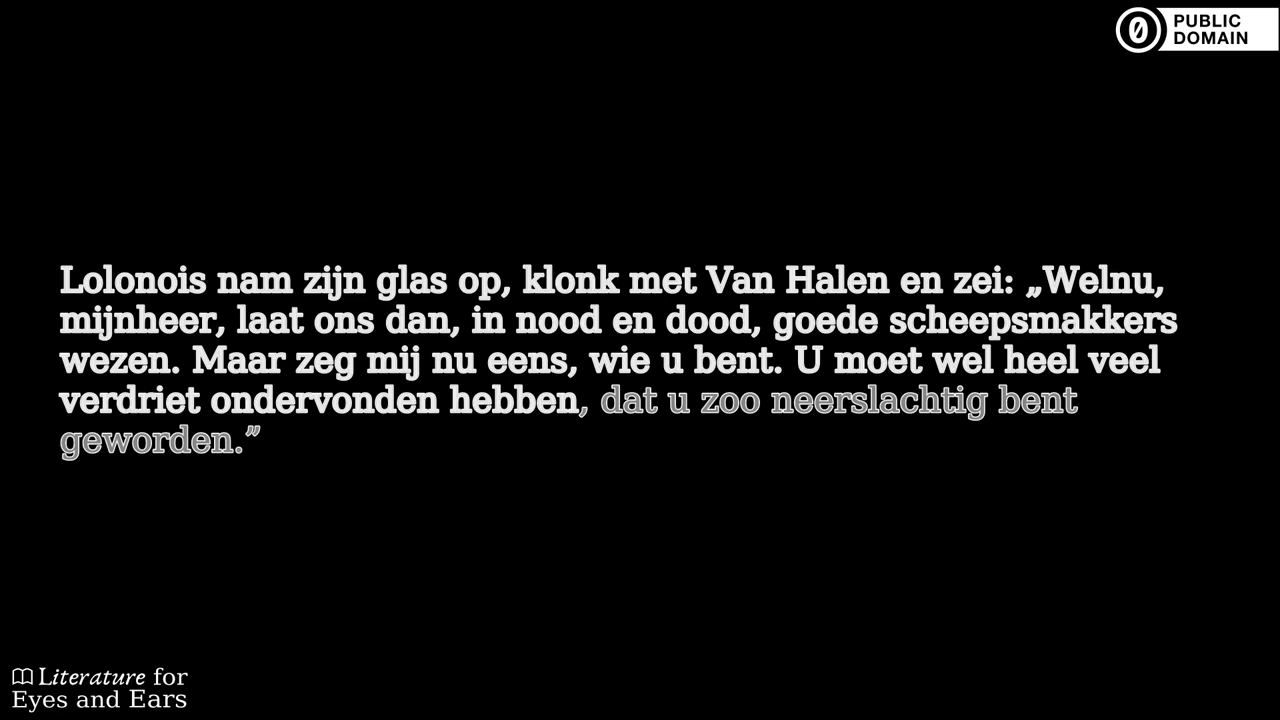 PUBLIC
DOMAIN
Lolonois nam zijn glas op, klonk met Van Halen en zei: „Welnu,
mijnheer, laat ons dan, in nood en dood, goede scheepsmakkers
wezen. Maar zeg mij nu eens, wie u bent. U moet wel heel veel
verdriet ondervonden hebben, dat u zoo neerslachtig bent
geworden.”
Literature for
Eyes and Ears